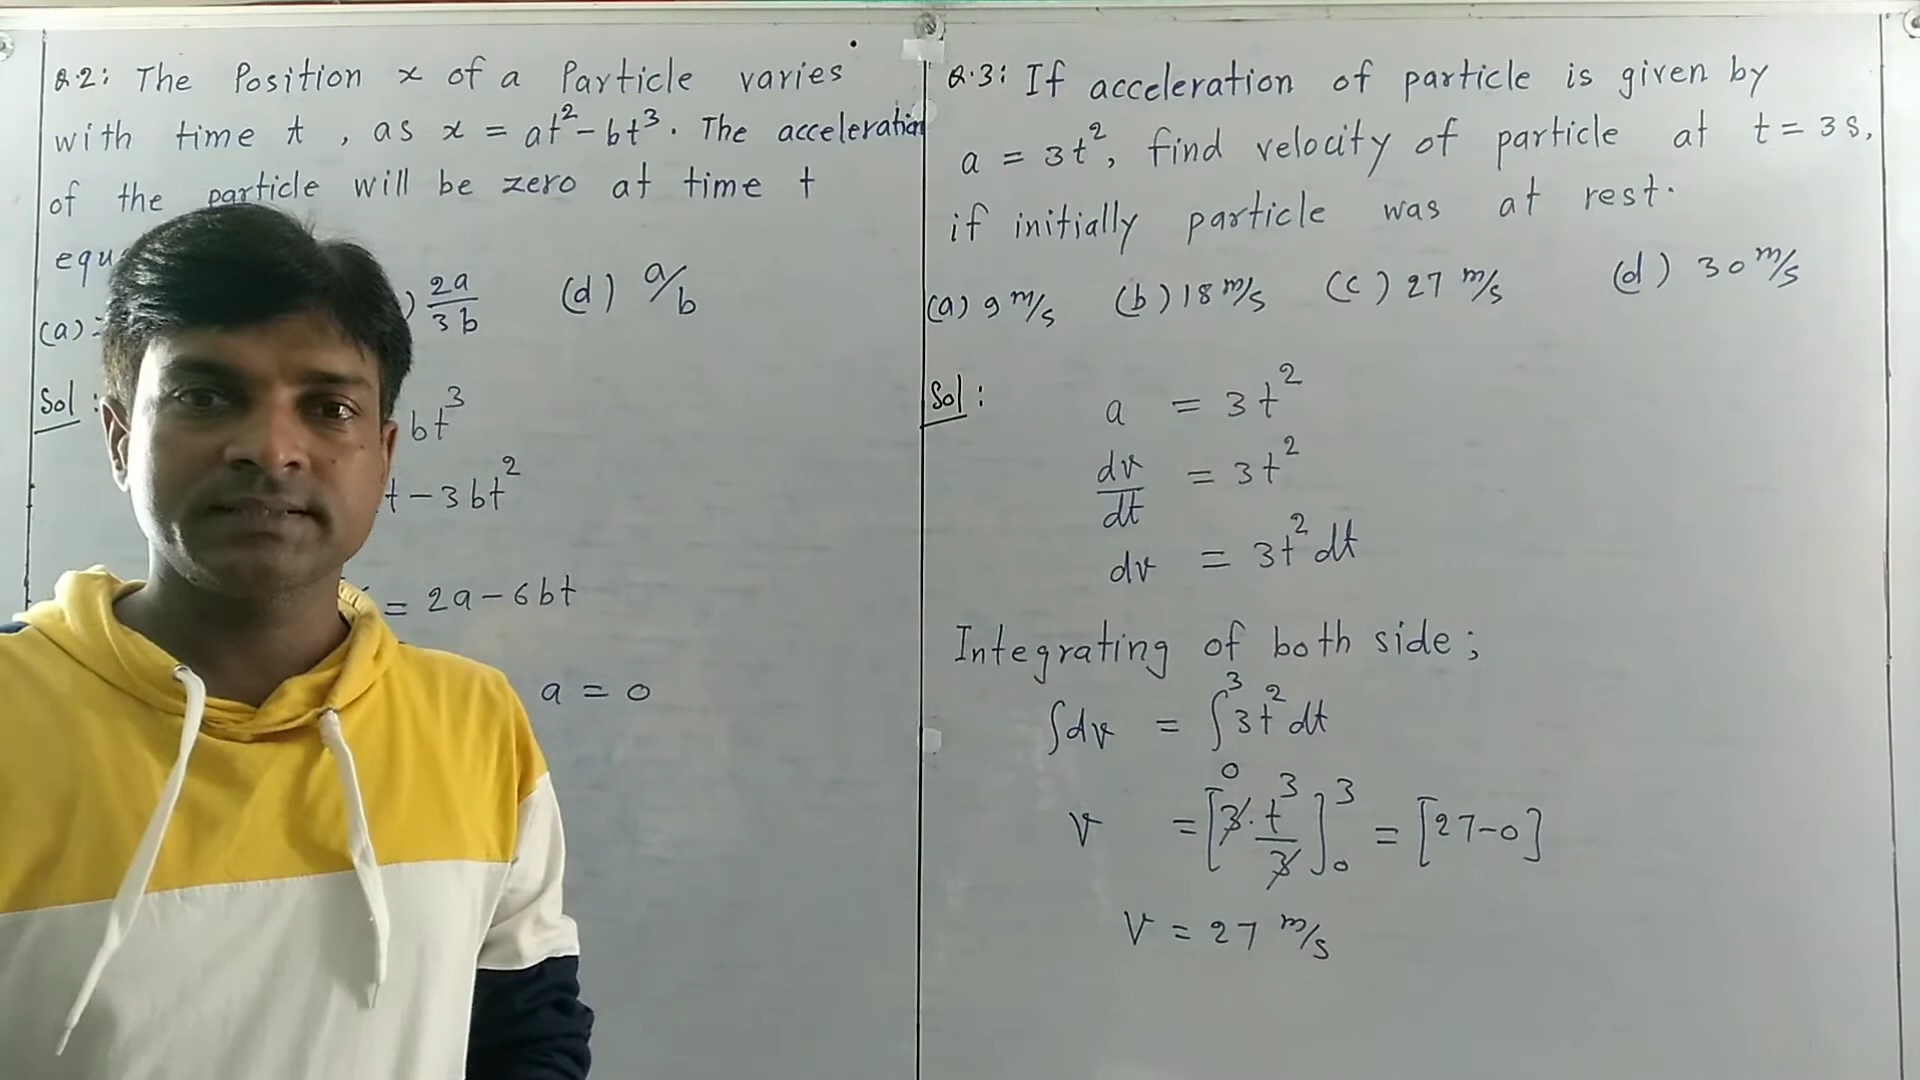 Q.2: The Position x of a Particle varies
with time t, as x = at² - bt³. The acceleration
of the particle will be zero at time t
equ
(a) ) 2a/3b (d) a/b
Sol :
bt³
t - 3bt²
= 2a - 6bt
a = 0
Q.3: If acceleration of particle is given by
a = 3t², find velocity of particle at t = 3s,
if initially particle was at rest.
(a) 9 m/s (b) 18 m/s (c) 27 m/s (d) 30 m/s
Sol :
a = 3t²
dv/dt = 3t²
dv = 3t² dt
Integrating of both side;
∫dv = ∫₀³ 3t² dt
v = [3·t³/3]₀³ = [27-0]
V = 27 m/s